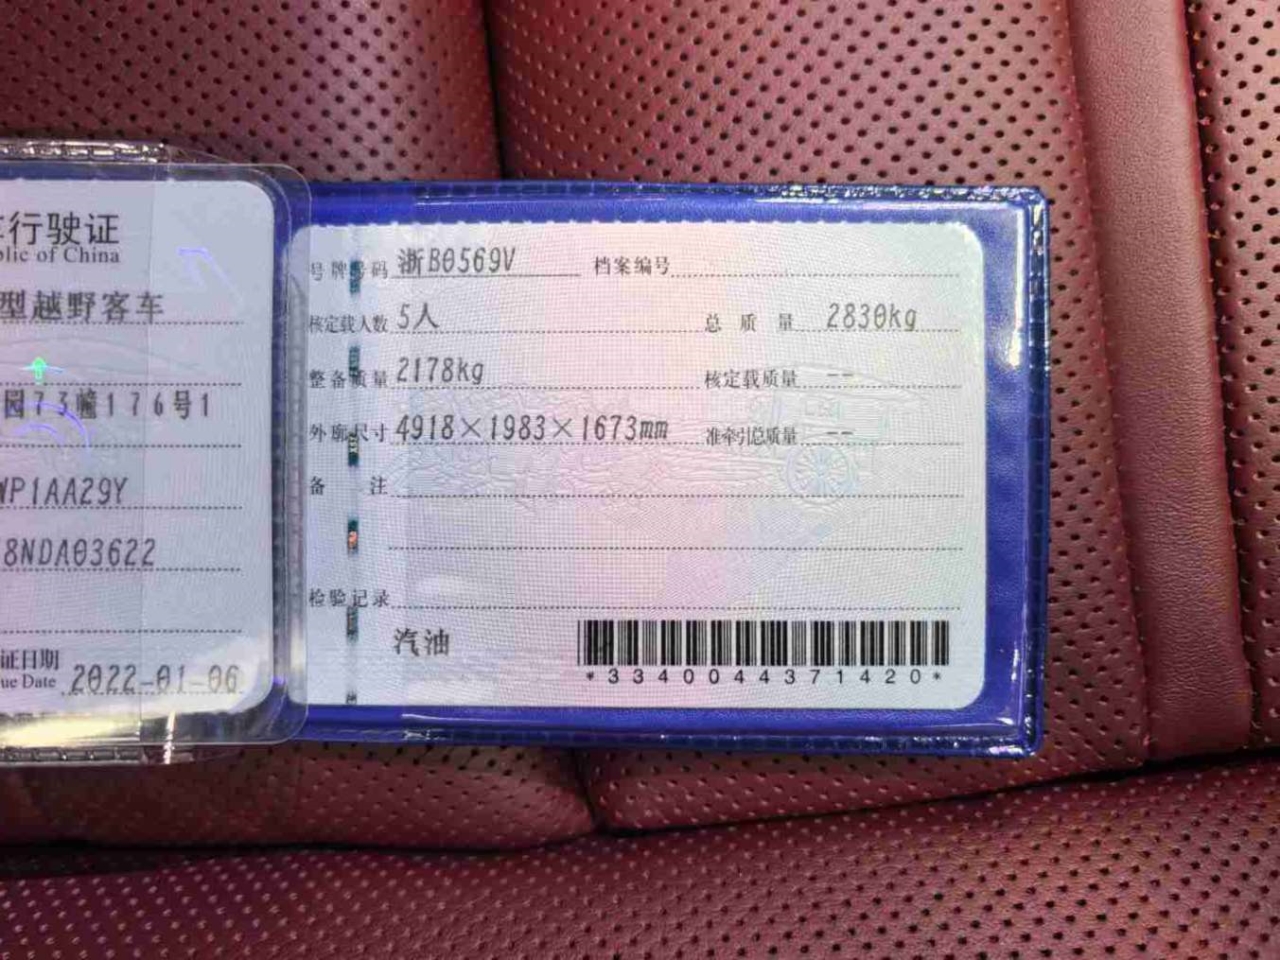 行驶证
blic of China
型越野客车
园73幢176号1
WP1AA29Y
8NDA03622
证日期
ue Date 2022-01-06
号牌号码 浙B0569V 档案编号
核定载人数 5人 总质量 2830kg
整备质量 2178kg 核定载质量 --
外廓尺寸 4918×1983×1673mm 准牵引总质量 --
备注
检验记录
汽油
*3340044371420*